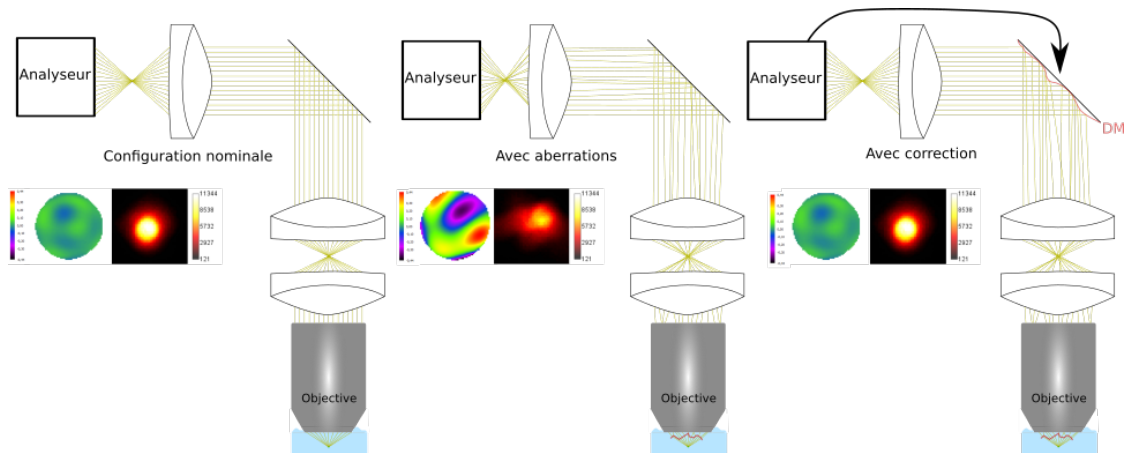 Analyseur
Configuration nominale
11344
8538
5732
2927
121
Objective
Analyseur
Avec aberrations
11344
8538
5732
2927
121
Objective
Analyseur
DM
Avec correction
11344
8538
5732
2927
121
Objective